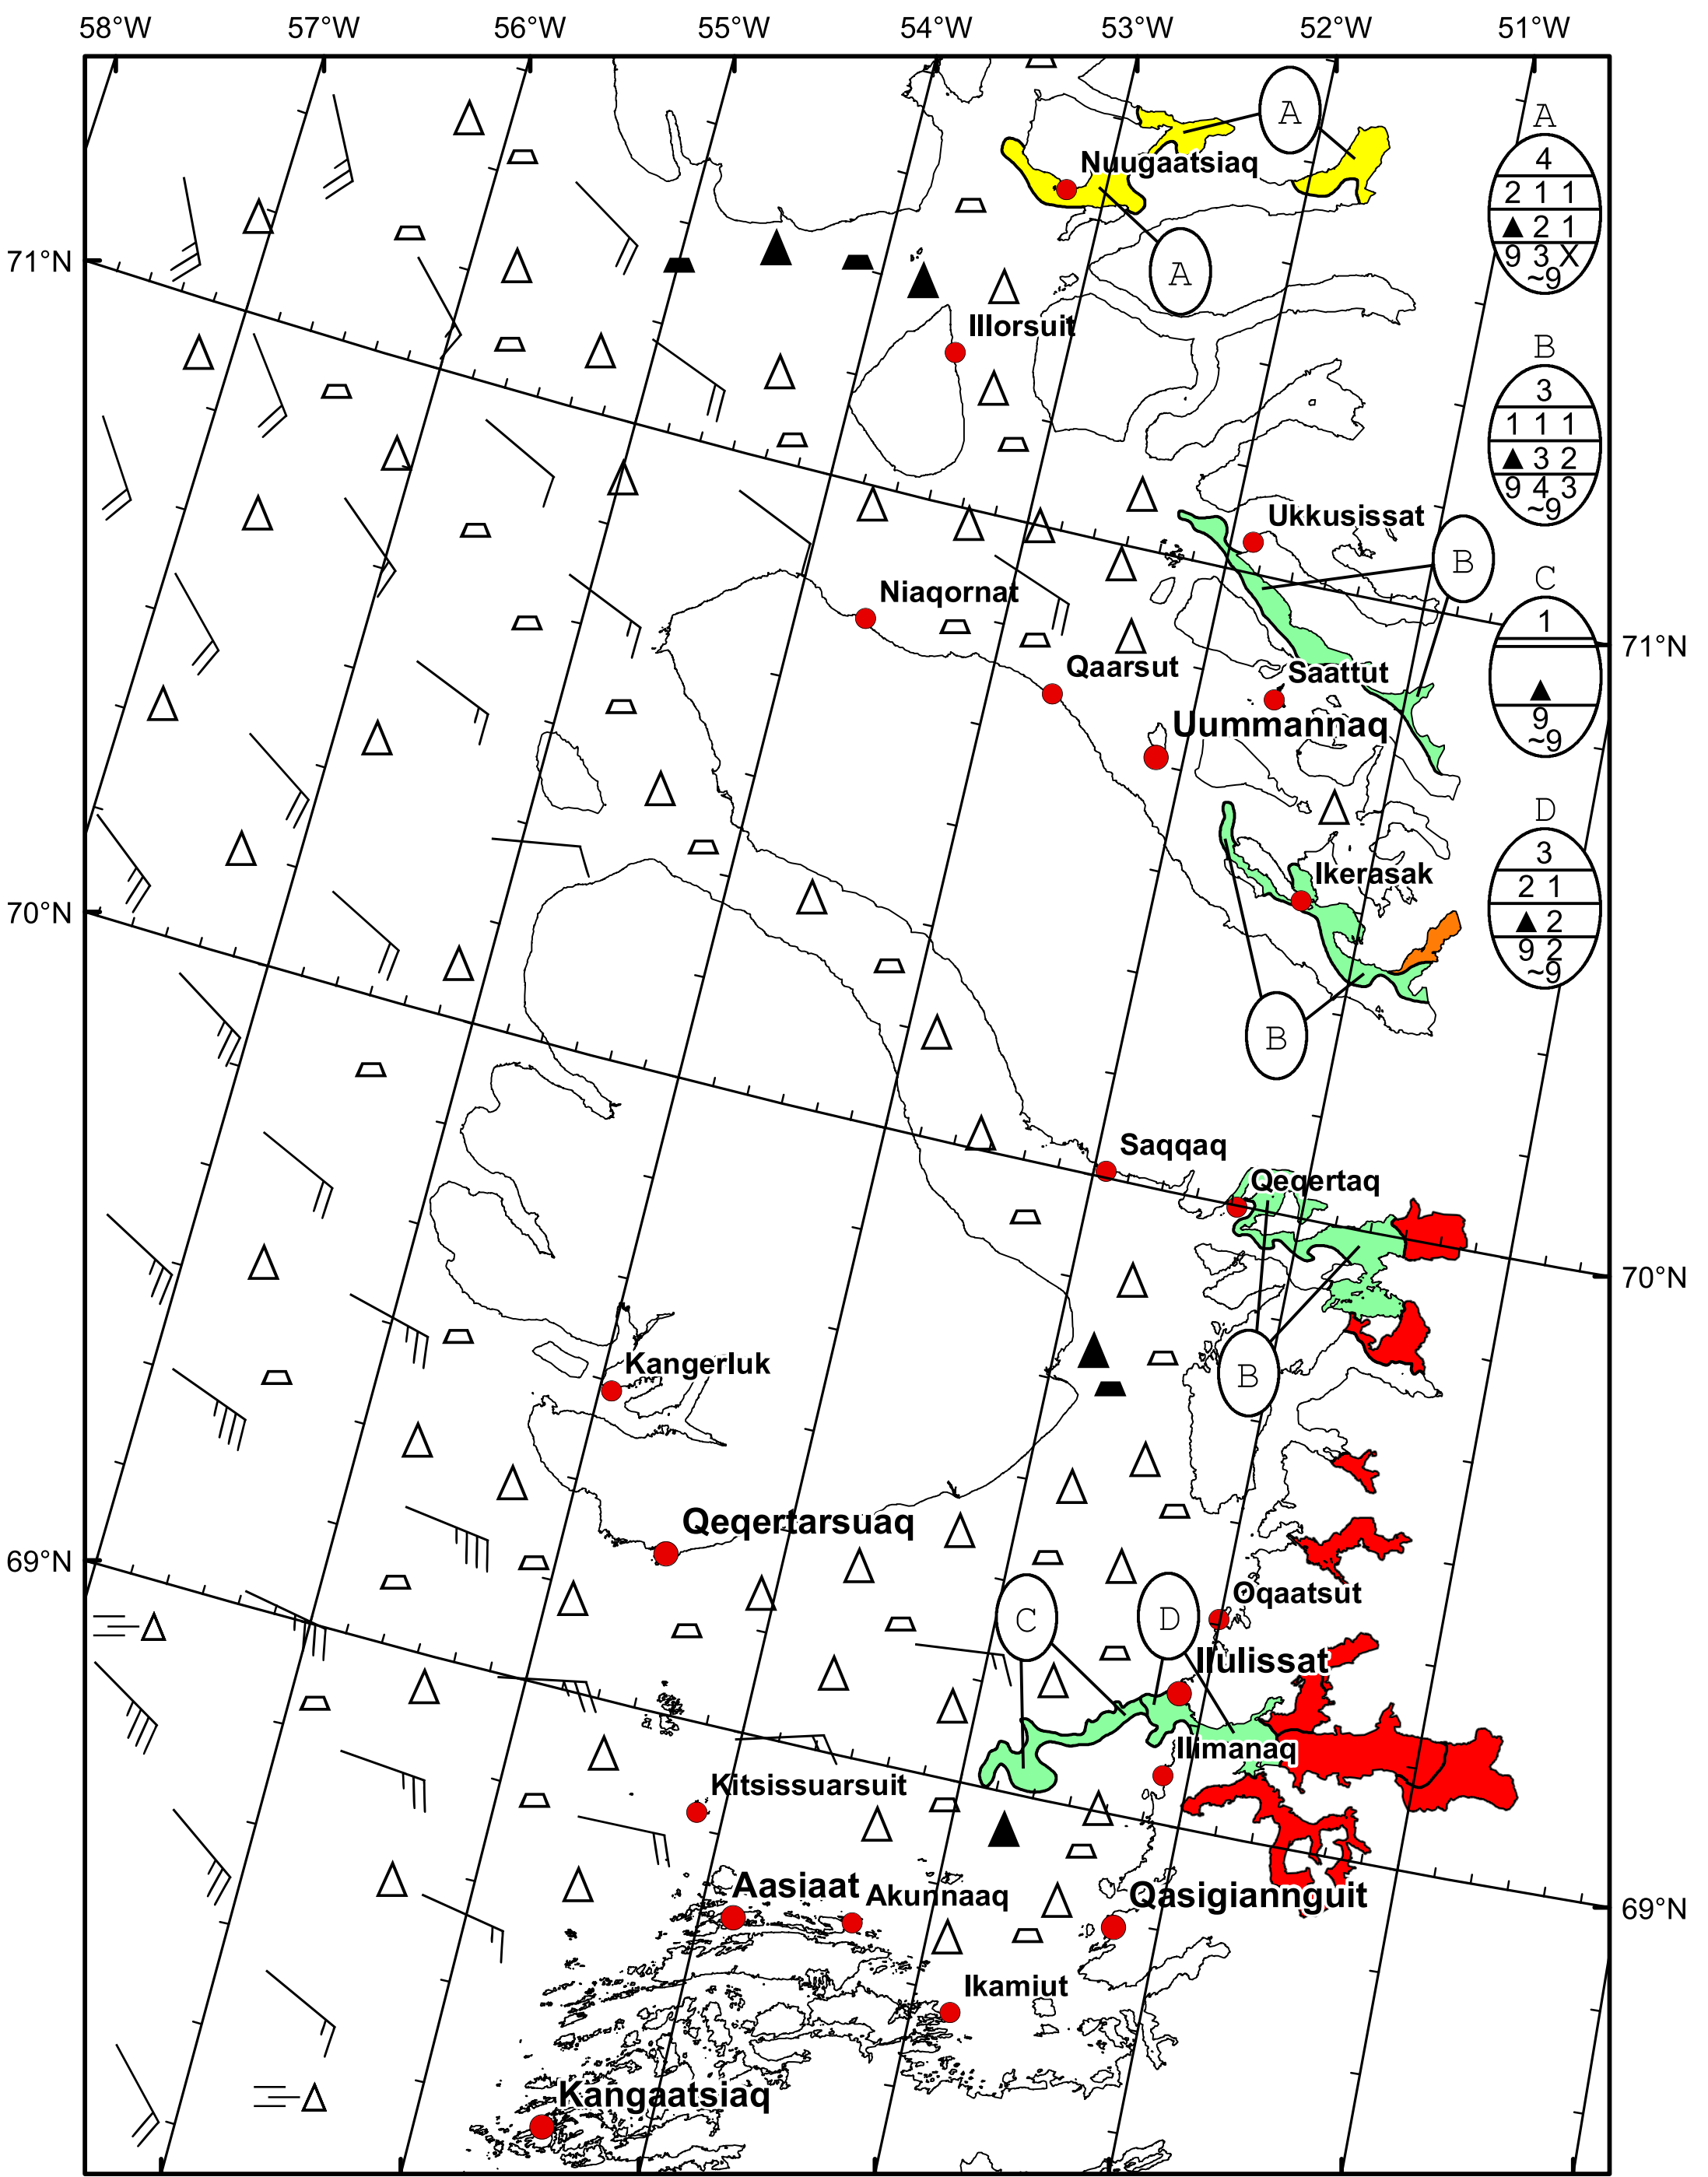 58°W 57°W 56°W 55°W 54°W 53°W 52°W 51°W
A
A
4
Nuugaatsiaq
2 1 1
▲ 2 1
71°N
A
9 3 X
~9
Illorsuit
B
3
1 1 1
▲ 3 2
9 4 3
~9
Ukkusissat
B
C
Niaqornat
1
71°N
Qaarsut
Saattut
▲
Uummannaq
9
~9
D
3
Ikerasak
2 1
70°N
▲ 2
9 2
~9
B
Saqqaq
Qeqertaq
70°N
Kangerluk
B
Qeqertarsuaq
69°N
Oqaatsut
C
D
Ilulissat
Ilimanaq
Kitsissuarsuit
Aasiaat
Akunnaaq
Qasigiannguit
69°N
Ikamiut
Kangaatsiaq